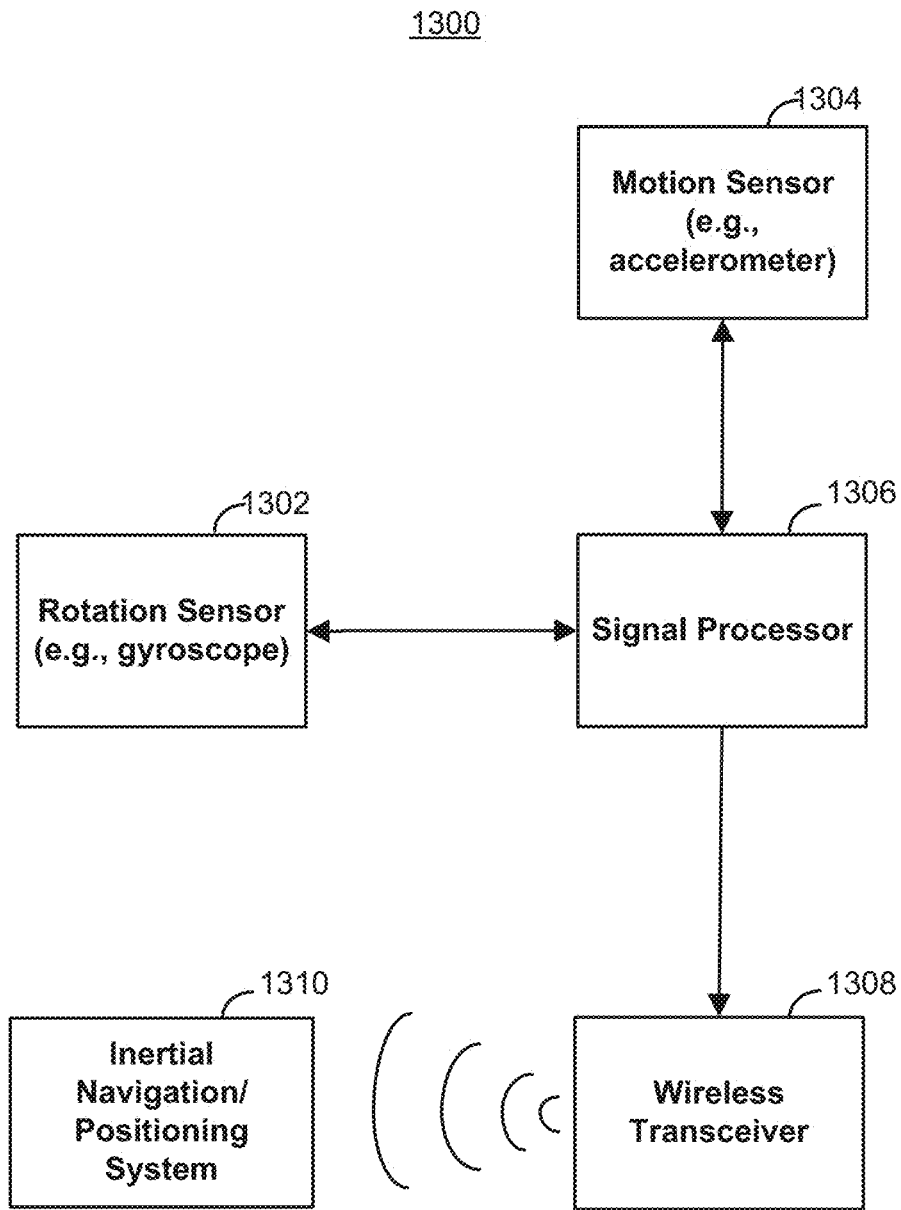 1300
1304
Motion Sensor
(e.g.,
accelerometer)
1302
Rotation Sensor
(e.g., gyroscope)
1306
Signal Processor
1310
Inertial
Navigation/
Positioning
System
1308
Wireless
Transceiver